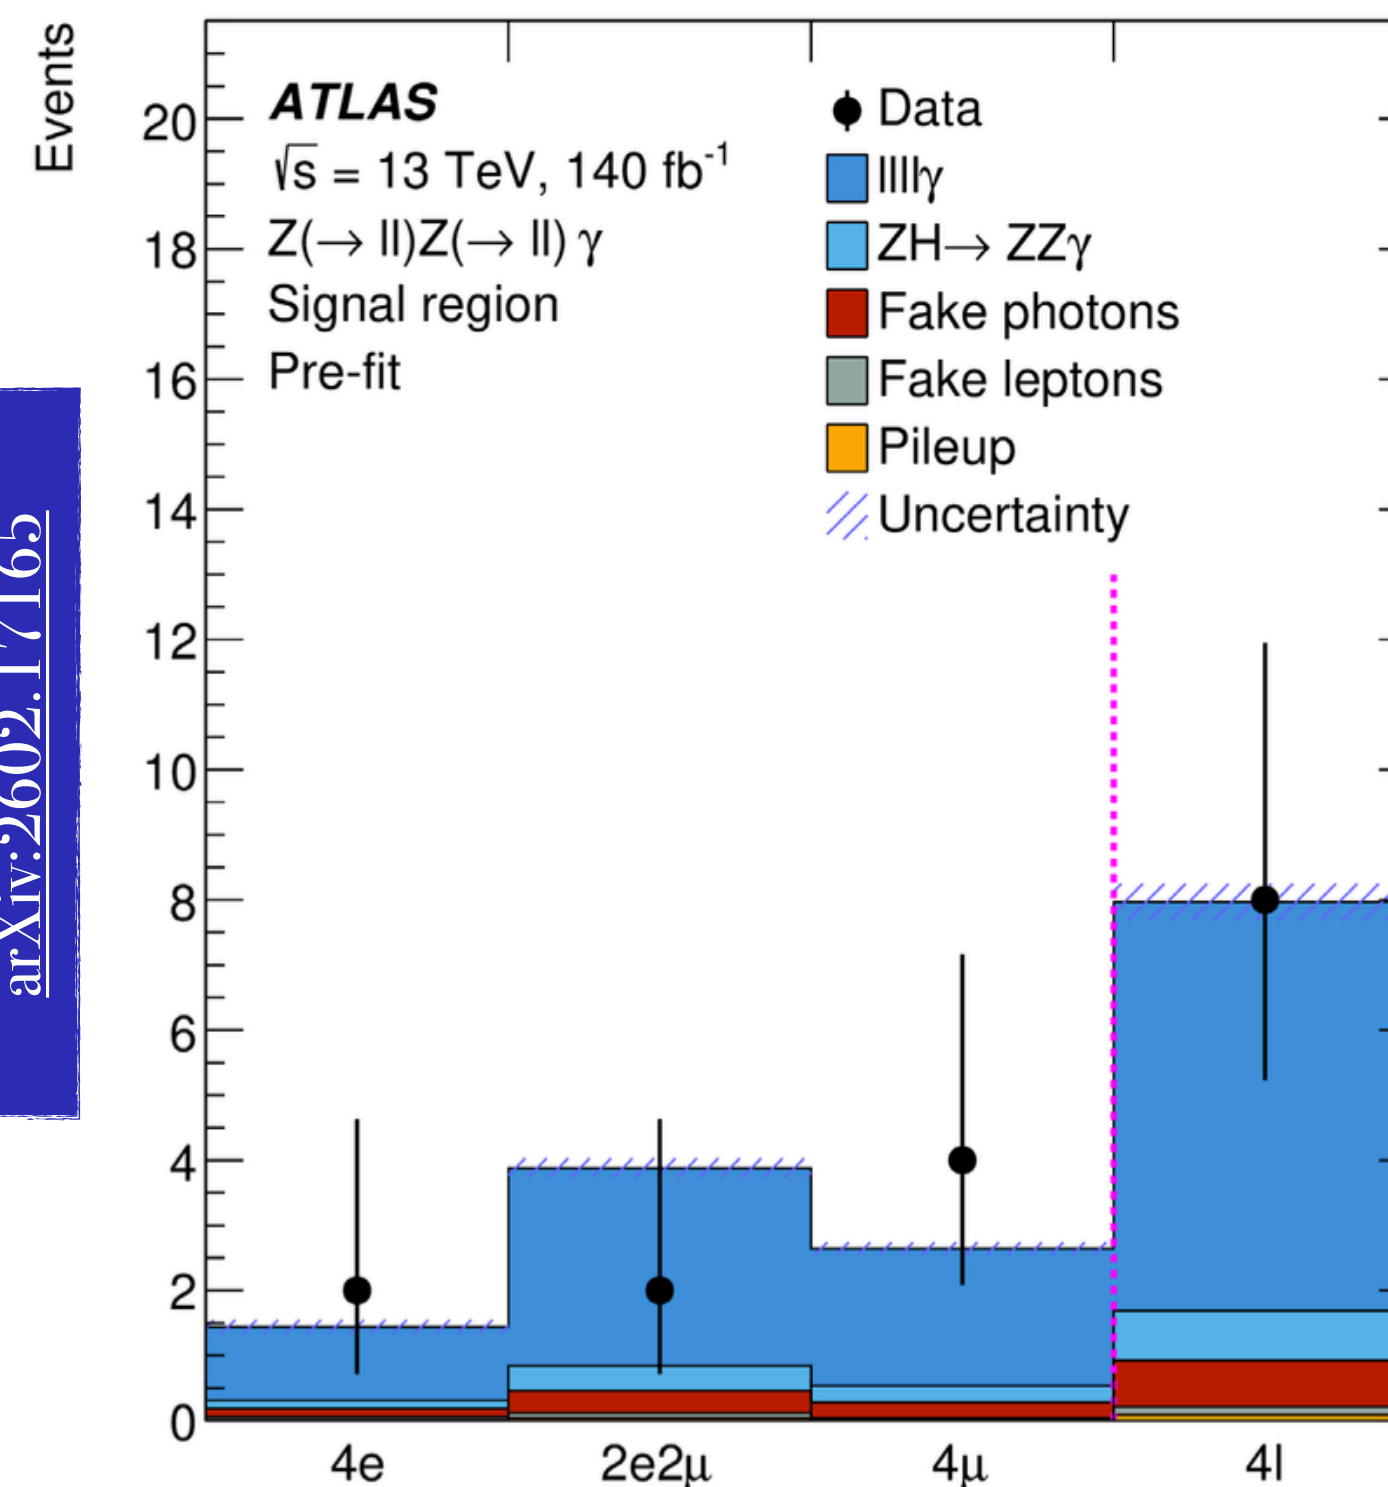 Events
ATLAS
√s = 13 TeV, 140 fb⁻¹
Z(→ ll)Z(→ ll) γ
Signal region
Pre-fit
Data
llllγ
ZH→ ZZγ
Fake photons
Fake leptons
Pileup
Uncertainty
20
18
16
14
12
10
8
6
4
2
0
4e
2e2μ
4μ
4l
arXiv:2602.17165